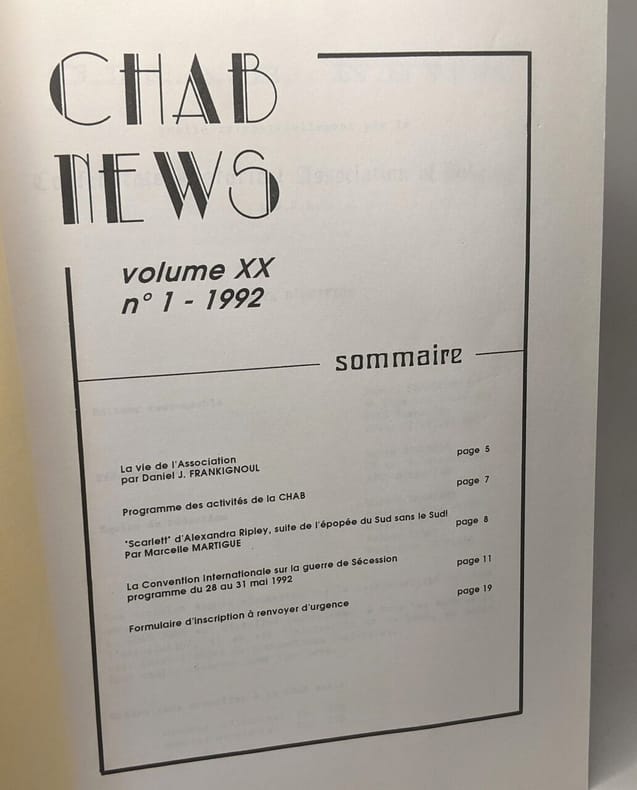 CHAB
NEWS
volume XX
n° 1 - 1992
sommaire
La vie de l'Association
par Daniel J. FRANKIGNOUL
page 5
Programme des activités de la CHAB
page 7
"Scarlett" d'Alexandra Ripley, suite de l'épopée du Sud sans le Sud!
Par Marcelle MARTIGUE
page 8
La Convention Internationale sur la guerre de Sécession
programme du 28 au 31 mai 1992
page 11
Formulaire d'inscription à renvoyer d'urgence
page 19